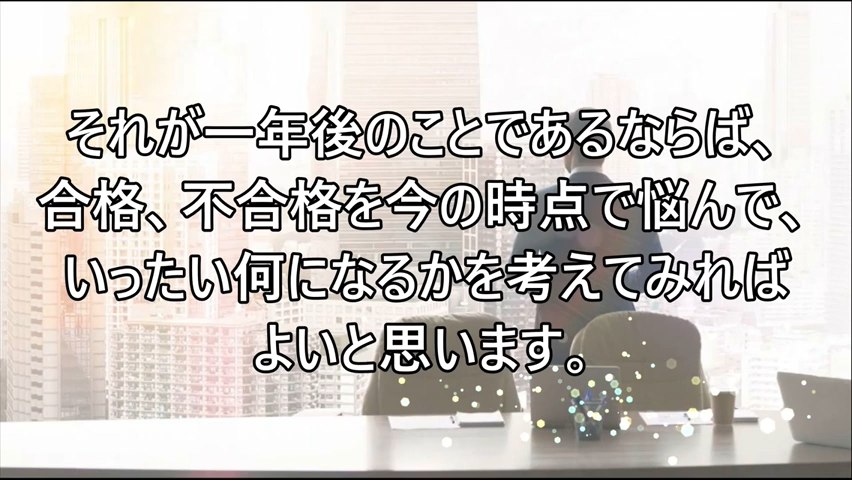 それが一年後のことであるならば、
合格、不合格を今の時点で悩んで、
いったい何になるかを考えてみれば
よいと思います。